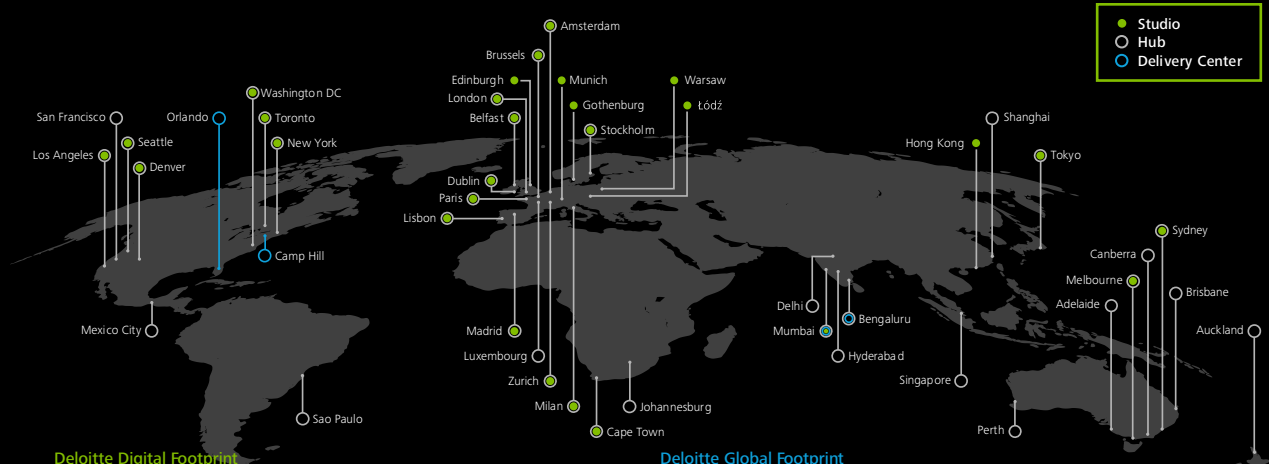 Studio
Hub
Delivery Center
Amsterdam
Brussels
Edinburgh
Munich
Warsaw
London
Gothenburg
Łódź
Belfast
Stockholm
Washington DC
San Francisco
Orlando
Toronto
Seattle
New York
Los Angeles
Denver
Shanghai
Hong Kong
Tokyo
Dublin
Paris
Lisbon
Camp Hill
Sydney
Canberra
Melbourne
Brisbane
Adelaide
Auckland
Delhi
Bengaluru
Mumbai
Hyderabad
Mexico City
Madrid
Luxembourg
Zurich
Singapore
Milan
Johannesburg
Sao Paulo
Cape Town
Perth
Deloitte Digital Footprint
Deloitte Global Footprint